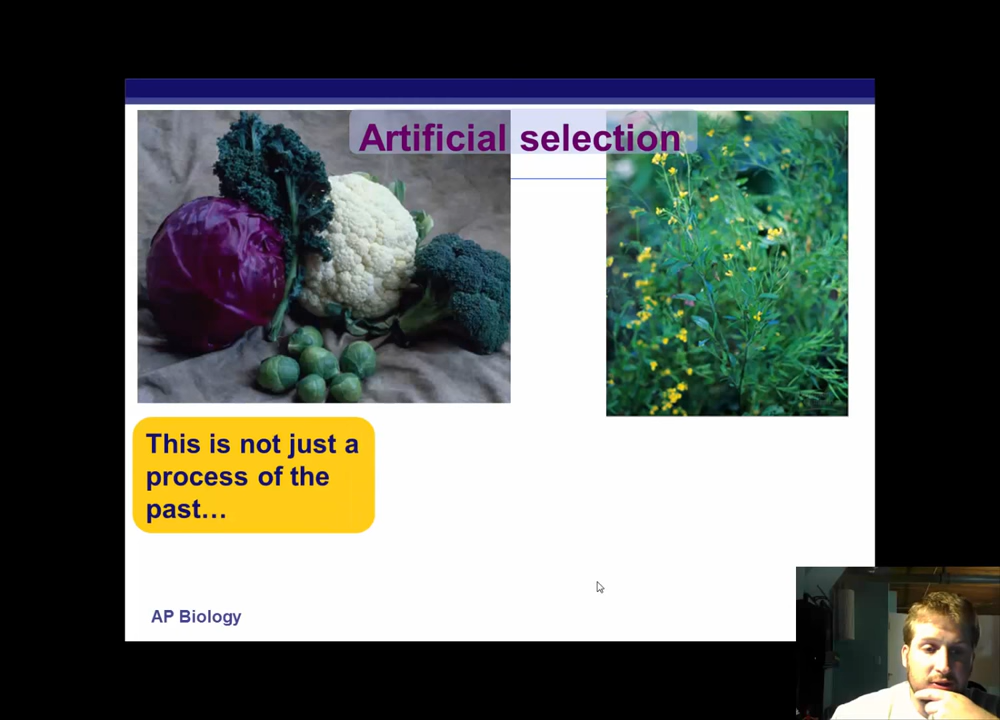 Artificial selection
This is not just a
process of the
past…
AP Biology